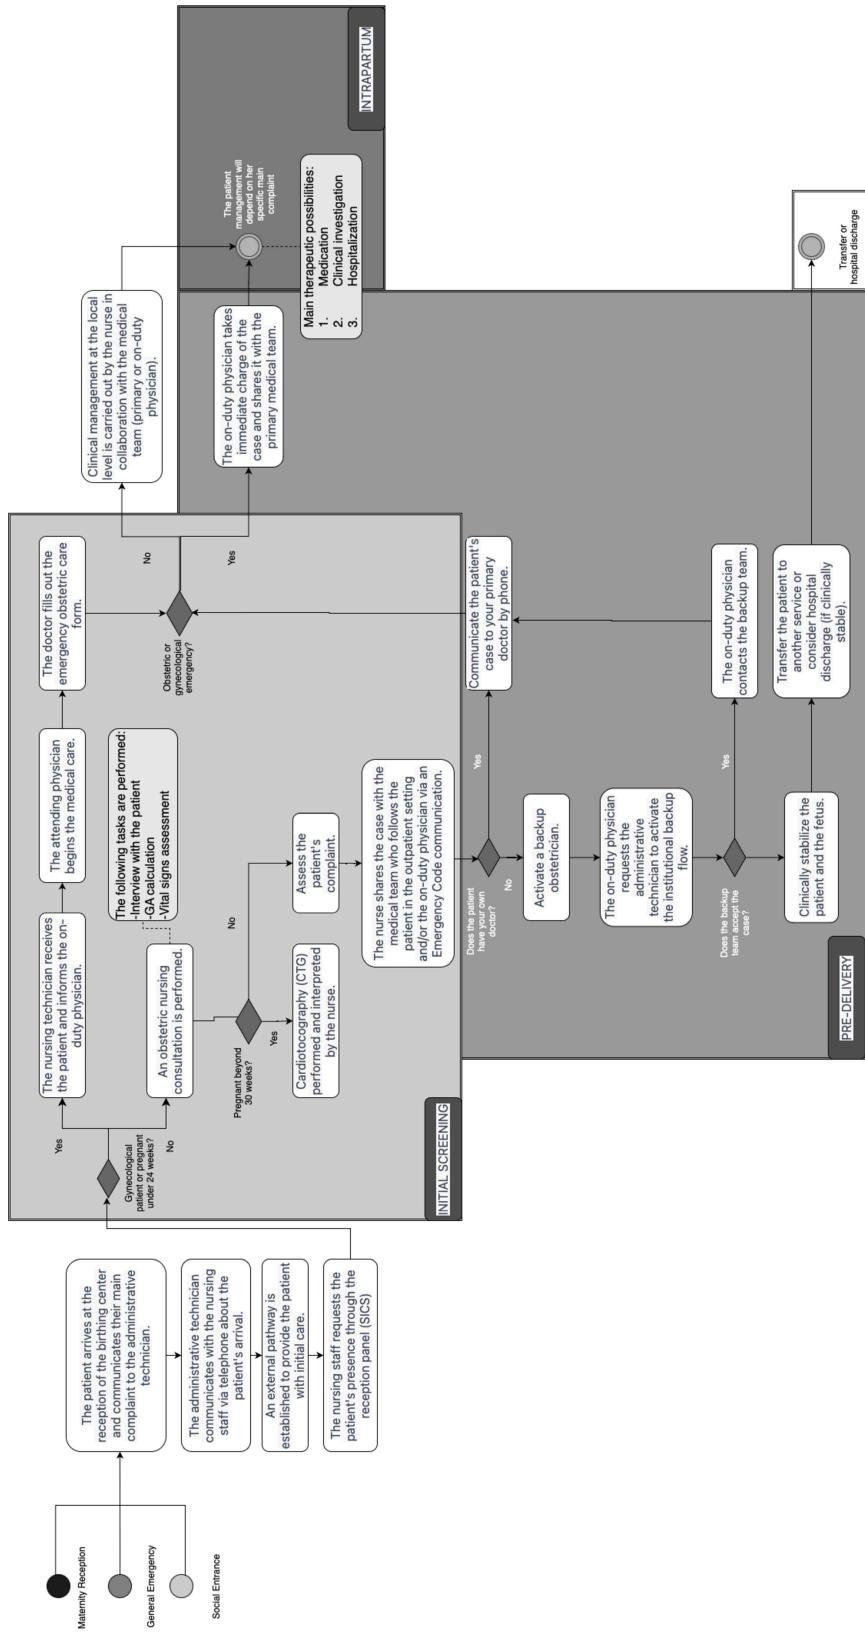 Maternity Reception
General Emergency
Social Entrance
The patient arrives at the
reception of the birthing center
and communicates their main
complaint to the administrative
technician.
The administrative technician
communicates with the nursing
staff via telephone about the
patient's arrival.
An external pathway is
established to provide the patient
with initial care.
The nursing staff requests the
patient's presence through the
reception panel (SICS)
INITIAL SCREENING
Gynecological
patient or pregnant
under 24 weeks?
Yes
No
The nursing technician receives
the patient and informs the on-
duty physician.
The attending physician
begins the medical care.
The doctor fills out the
emergency obstetric care
form.
An obstetric nursing
consultation is performed.
The following tasks are performed:
-Interview with the patient
-GA calculation
-Vital signs assessment
Pregnant beyond
30 weeks?
Yes
No
Cardiotocography (CTG)
performed and interpreted
by the nurse.
Assess the
patient's
complaint.
The nurse shares the case with the
medical team who follows the
patient in the outpatient setting
and/or the on-duty physician via an
Emergency Code communication.
Obstetric or
gynecological
emergency?
No
Yes
Clinical management at the local
level is carried out by the nurse in
collaboration with the medical
team (primary or on-duty
physician).
The on-duty physician takes
immediate charge of the
case and shares it with the
primary medical team.
The patient
management will
depend on her
specific main
complaint
Main therapeutic possibilities:
1. Medication
2. Clinical investigation
3. Hospitalization
INTRAPARTUM
PRE-DELIVERY
Does the patient
have your own
doctor?
Yes
No
Communicate the patient's
case to your primary
doctor by phone.
Activate a backup
obstetrician.
The on-duty physician
requests the
administrative
technician to activate
the institutional backup
flow.
Does the backup
team accept the
case?
Yes
The on-duty physician
contacts the backup team.
Clinically stabilize the
patient and the fetus.
Transfer the patient to
another service or
consider hospital
discharge (if clinically
stable).
Transfer or
hospital discharge